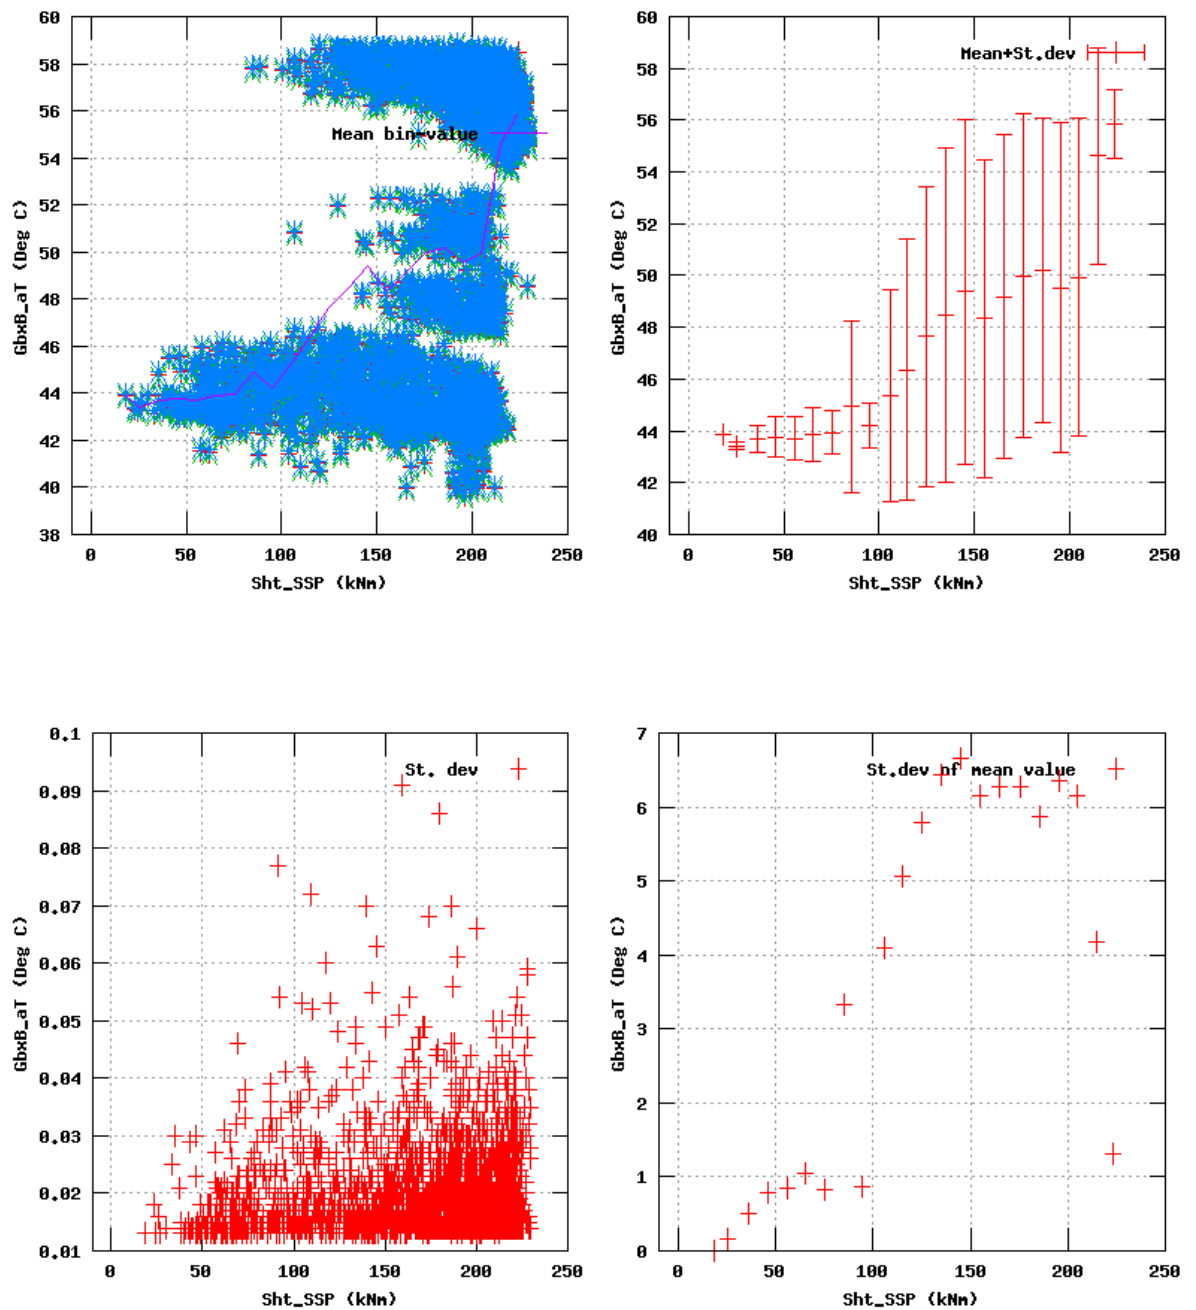 60
58
56
54
52
50
48
46
44
42
40
38
GbxB_aT (Deg C)
Mean bin-value
0 50 100 150 200 250
Sht_SSP (kNm)
60
58
56
54
52
50
48
46
44
42
40
GbxB_aT (Deg C)
Mean+St.dev
0 50 100 150 200 250
Sht_SSP (kNm)
0.1
0.09
0.08
0.07
0.06
0.05
0.04
0.03
0.02
0.01
GbxB_aT (Deg C)
St. dev
0 50 100 150 200 250
Sht_SSP (kNm)
7
6
5
4
3
2
1
0
GbxB_aT (Deg C)
St.dev of mean value
0 50 100 150 200 250
Sht_SSP (kNm)